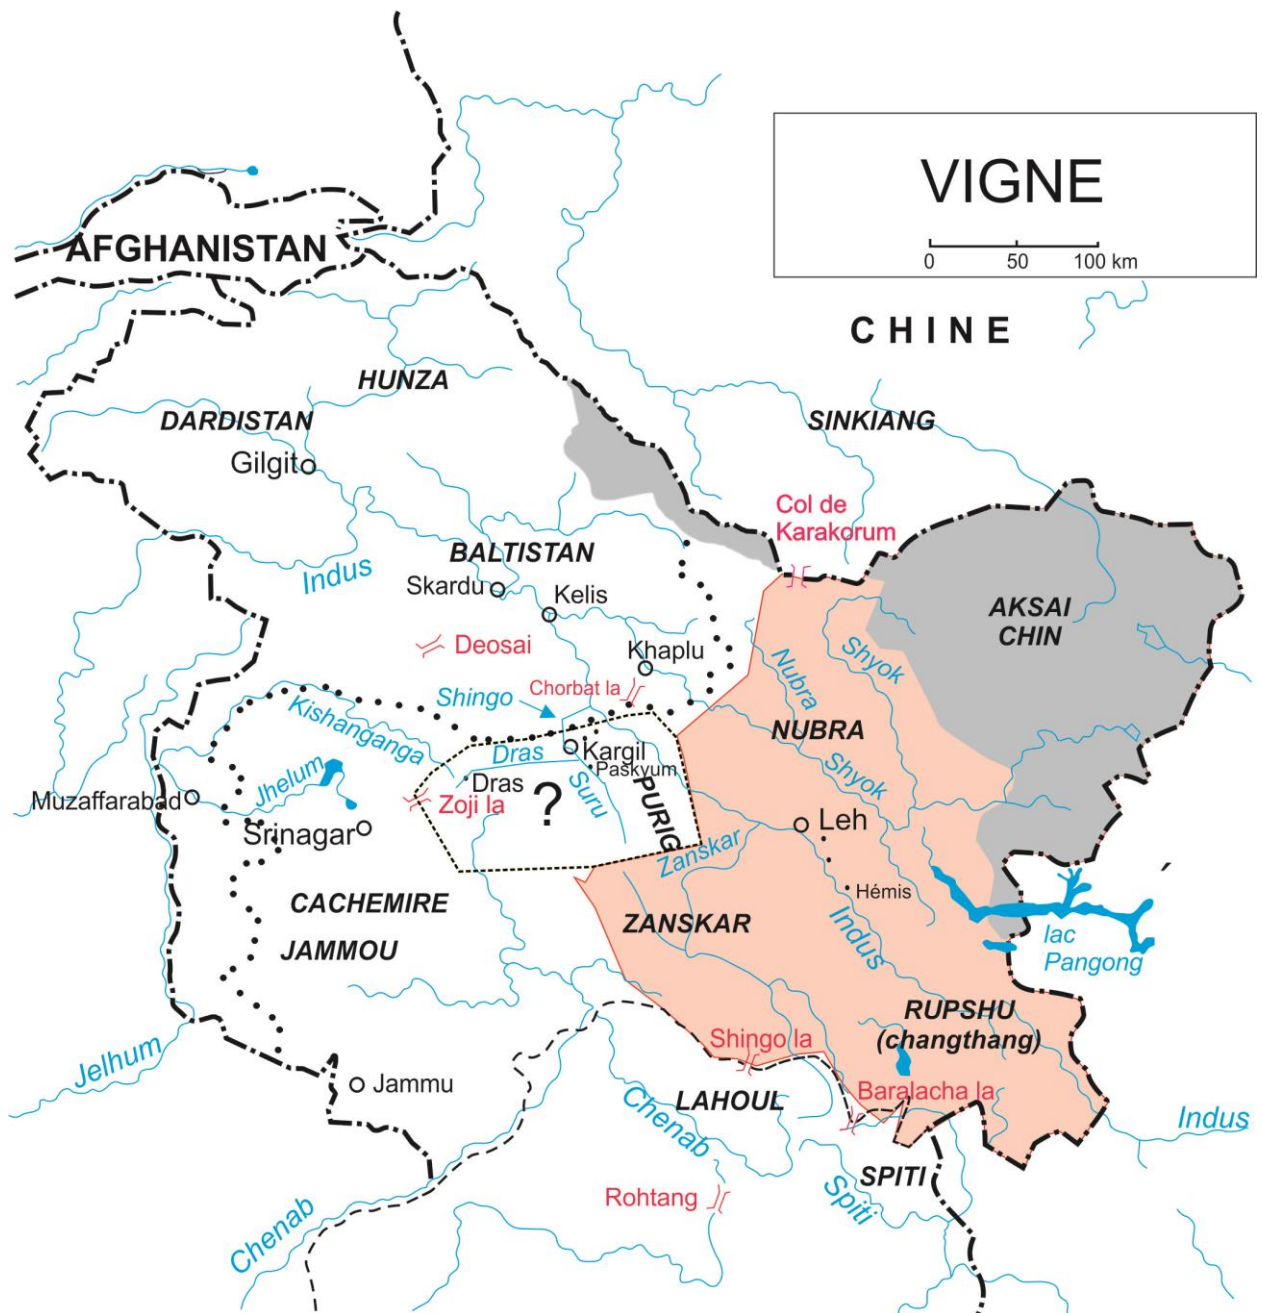 VIGNE
0 50 100 km
AFGHANISTAN
CHINE
HUNZA
DARDISTAN
SINKIANG
Gilgit
Col de
Karakorum
Indus
BALTISTAN
Skardu
Kelis
AKSAI
CHIN
Deosai
Khaplu
Shyok
Nubra
Shingo
Chorbat la
Kishanganga
NUBRA
Dras
Kargil
Paskyum
Shyok
Jhelum
Dras
Suru
PURIG
Muzaffarabad
Zoji la
?
Srinagar
Leh
Zanskar
Hémis
CACHEMIRE
ZANSKAR
Indus
JAMMOU
lac
Pangong
RUPSHU
(changthang)
Shingo la
Jelhum
Jammu
LAHOUL
Baralacha la
Chenab
Indus
SPITI
Rohtang
Spiti
Chenab